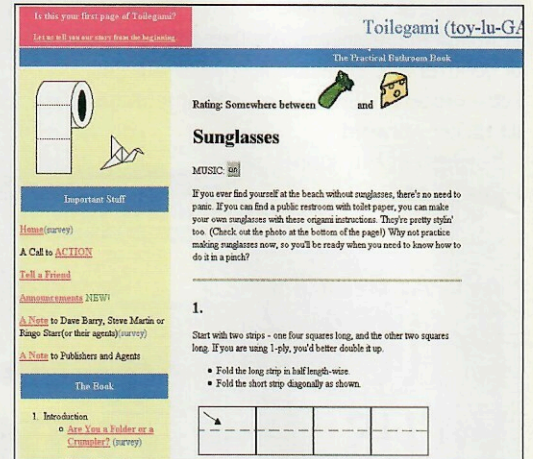 Is this your first page of Toilegami?
Let us tell you our story from the beginning.
Toilegami (toy-lu-GA
The Practical Bathroom Book
Important Stuff
Home(survey)
A Call to ACTION
Tell a Friend
Announcements NEW!
A Note to Dave Barry, Steve Martin or
Ringo Starr(or their agents)(survey)
A Note to Publishers and Agents
The Book
1. Introduction
Are You a Folder or a
Crumpler? (survey)
Rating: Somewhere between and
Sunglasses
MUSIC: on
If you ever find yourself at the beach without sunglasses, there's no need to
panic. If you can find a public restroom with toilet paper, you can make
your own sunglasses with these origami instructions. They're pretty stylin'
too. (Check out the photo at the bottom of the page!) Why not practice
making sunglasses now, so you'll be ready when you need to know how to
do it in a pinch?
1.
Start with two strips - one four squares long, and the other two squares
long. If you are using 1-ply, you'd better double it up.
Fold the long strip in half length-wise.
Fold the short strip diagonally as shown.